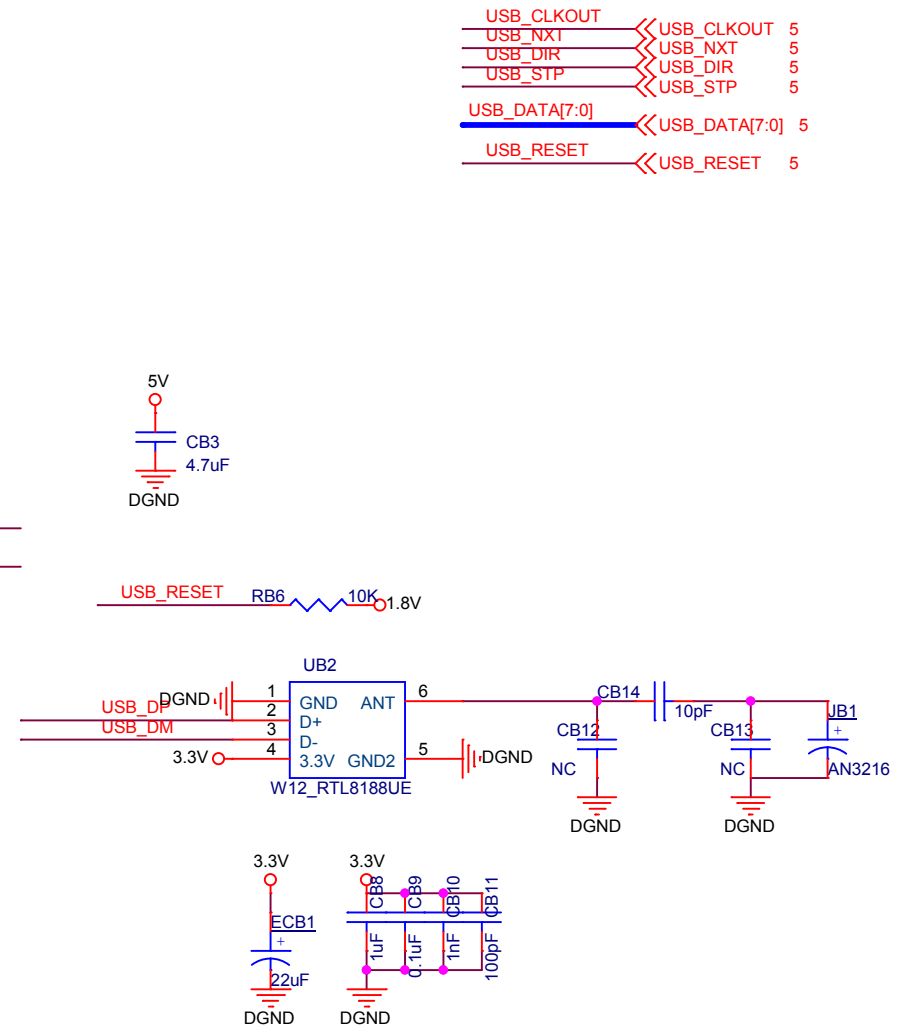 USB_CLKOUT
USB_CLKOUT 5
USB_NXT
USB_NXT 5
USB_DIR
USB_DIR 5
USB_STP
USB_STP 5
USB_DATA[7:0]
USB_DATA[7:0] 5
USB_RESET
USB_RESET 5
5V
CB3
4.7uF
DGND
USB_RESET RB6 10K 1.8V
UB2
DGND 1 GND ANT 6
USB_DP 2 D+
USB_DM 3 D-
3.3V 4 3.3V GND2 5 DGND
W12_RTL8188UE
CB14
10pF
CB12
NC
DGND
CB13
NC
DGND
JB1
+
AN3216
3.3V
ECB1
+
22uF
DGND
3.3V
CB8 CB9 CB10 CB11
1uF 0.1uF 1nF 100pF
DGND